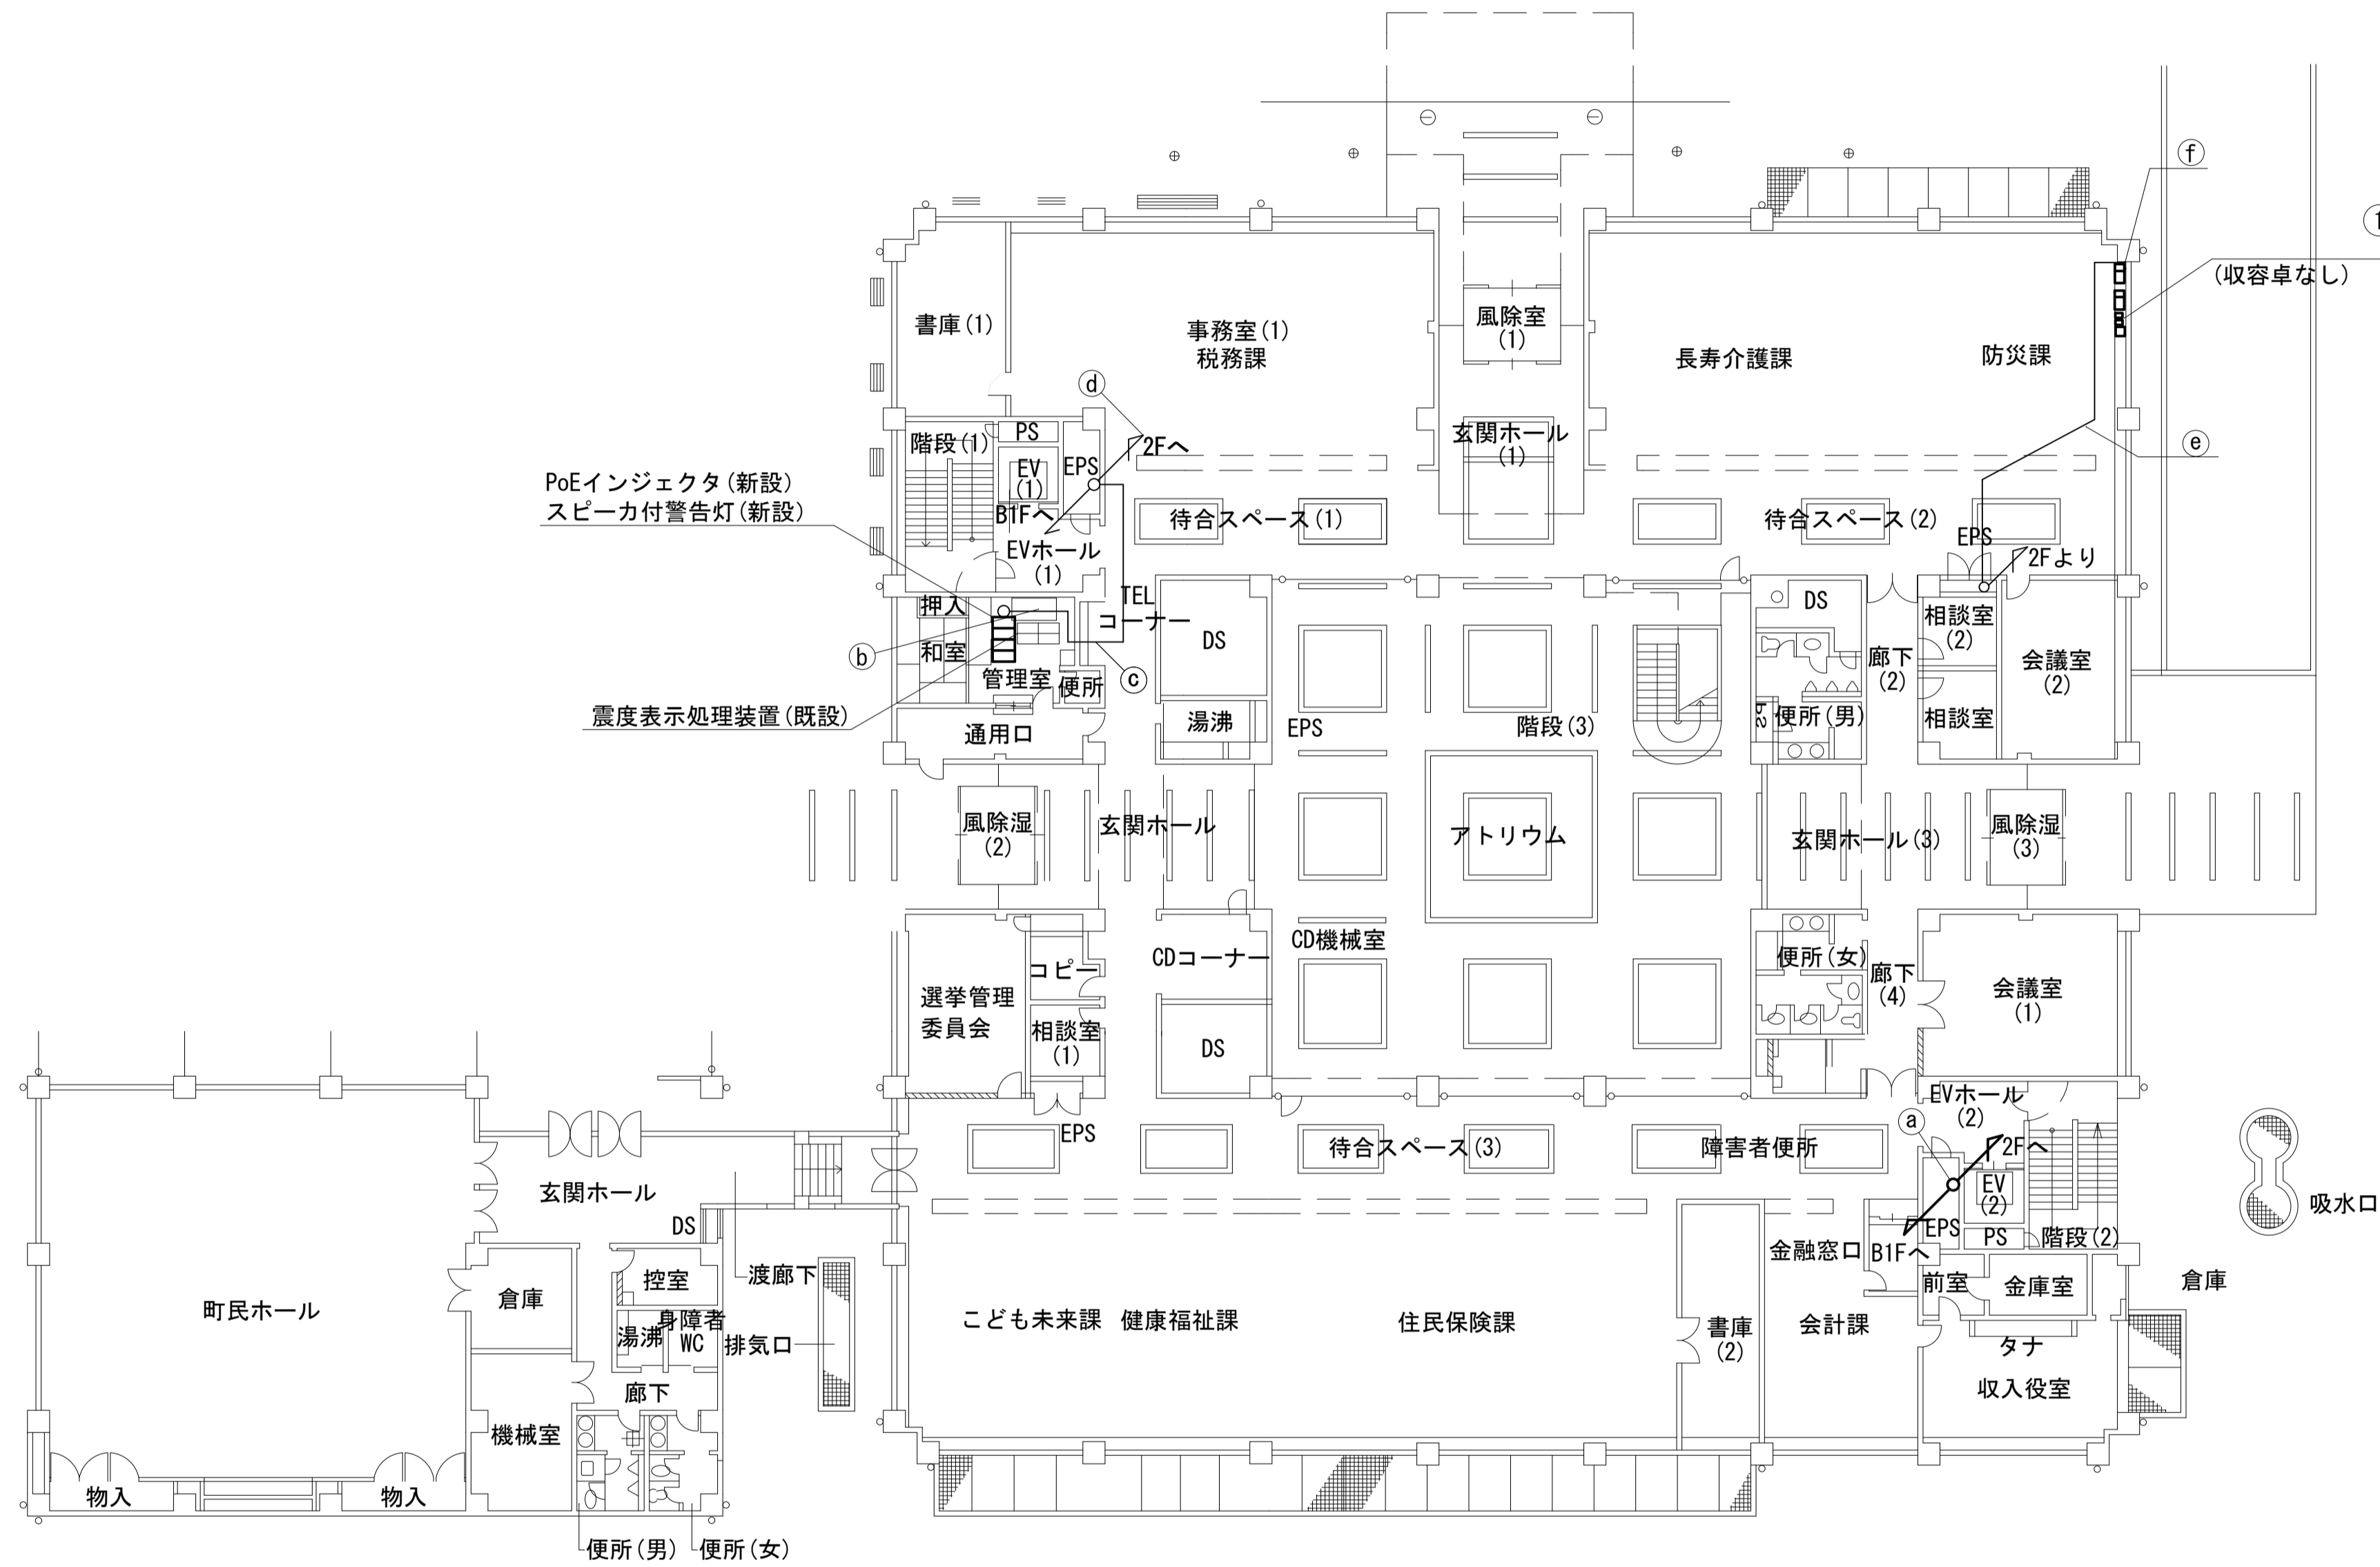 ⓕ
①
(収容卓なし)
書庫(1)
事務室(1)
税務課
風除室
(1)
長寿介護課
防災課
ⓓ
階段(1)
PS
2Fへ
玄関ホール
(1)
ⓔ
EV
(1)
EPS
PoEインジェクタ(新設)
スピーカ付警告灯(新設)
B1Fへ
待合スペース(1)
待合スペース(2)
EPS
EVホール
(1)
2Fより
押入
TEL
コーナー
DS
相談室
(2)
ⓑ
和室
DS
廊下
(2)
会議室
(2)
管理室
便所
ⓒ
震度表示処理装置(既設)
通用口
湯沸
EPS
階段(3)
PS
便所(男)
相談室
風除湿
(2)
玄関ホール
アトリウム
玄関ホール(3)
風除湿
(3)
CDコーナー
CD機械室
便所(女)
廊下
(4)
選挙管理
委員会
コピー
会議室
(1)
相談室
(1)
DS
EVホール
(2)
ⓐ
EPS
待合スペース(3)
障害者便所
2Fへ
玄関ホール
DS
EV
(2)
吸水口
EPS
PS
階段(2)
金融窓口
B1Fへ
渡廊下
控室
前室
金庫室
倉庫
倉庫
町民ホール
こども未来課
健康福祉課
住民保険課
書庫
(2)
会計課
湯沸
身障者
WC
排気口
タナ
収入役室
廊下
機械室
物入
物入
便所(男)
便所(女)